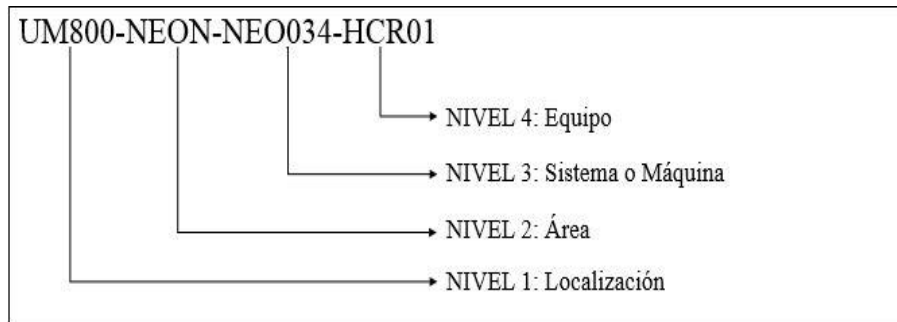 UM800-NEON-NEO034-HCR01
NIVEL 4: Equipo
NIVEL 3: Sistema o Máquina
NIVEL 2: Área
NIVEL 1: Localización